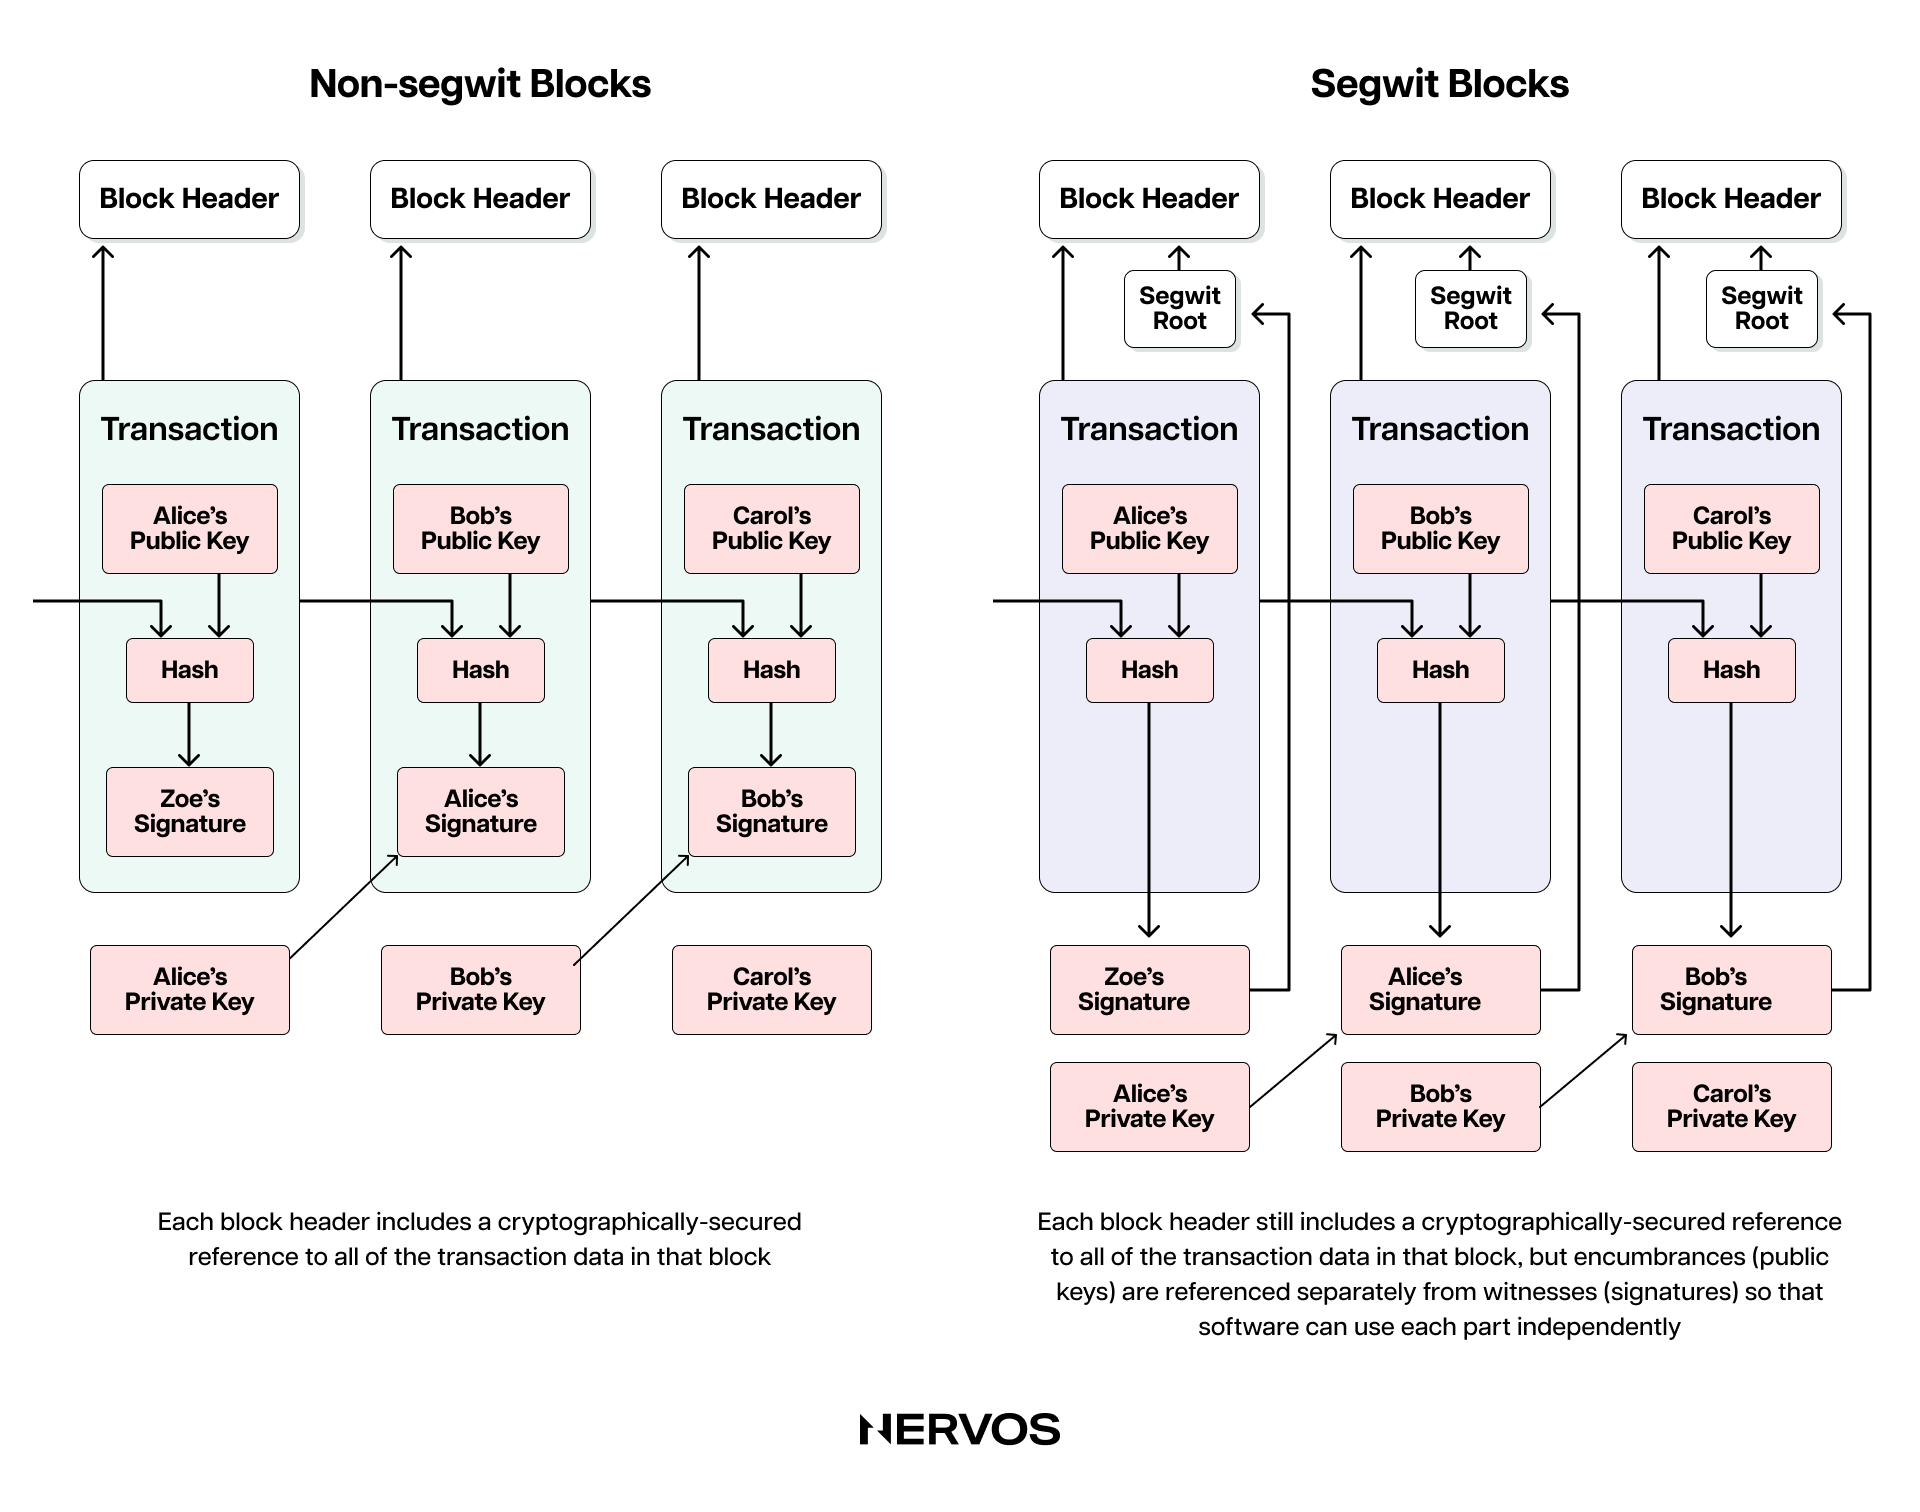 Non-segwit Blocks
Block Header
Block Header
Block Header
Transaction
Transaction
Transaction
Alice’s
Public Key
Bob’s
Public Key
Carol’s
Public Key
Hash
Hash
Hash
Zoe’s
Signature
Alice’s
Signature
Bob’s
Signature
Alice’s
Private Key
Bob’s
Private Key
Carol’s
Private Key
Each block header includes a cryptographically-secured
reference to all of the transaction data in that block
Segwit Blocks
Block Header
Block Header
Block Header
Segwit
Root
Segwit
Root
Segwit
Root
Transaction
Transaction
Transaction
Alice’s
Public Key
Bob’s
Public Key
Carol’s
Public Key
Hash
Hash
Hash
Zoe’s
Signature
Alice’s
Signature
Bob’s
Signature
Alice’s
Private Key
Bob’s
Private Key
Carol’s
Private Key
Each block header still includes a cryptographically-secured reference
to all of the transaction data in that block, but encumbrances (public
keys) are referenced separately from witnesses (signatures) so that
software can use each part independently
NERVOS